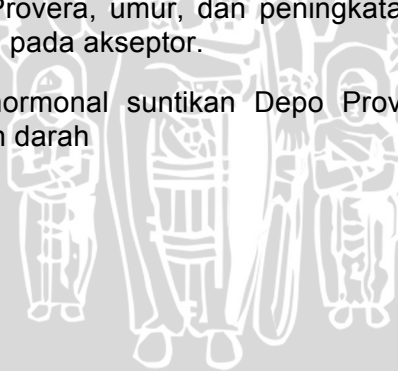 Provera, umur, dan peningkata
pada akseptor.
hormonal suntikan Depo Prov
darah